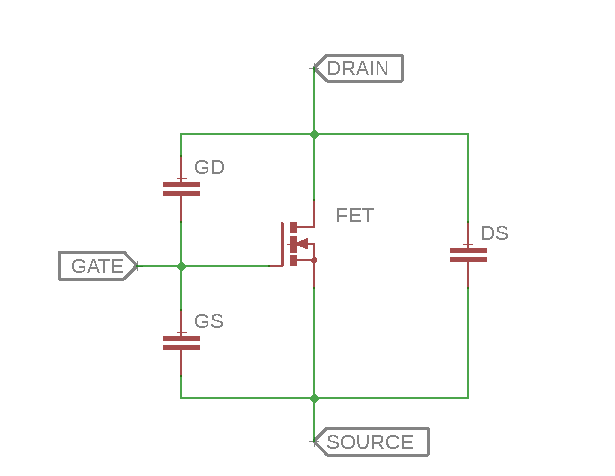 DRAIN
GD
FET
DS
GATE
GS
SOURCE